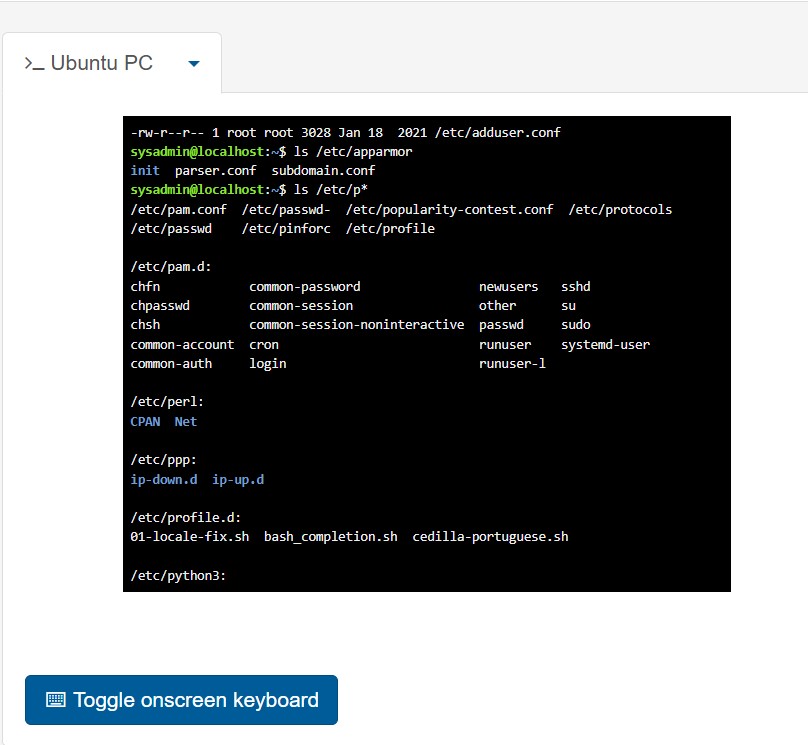 >_ Ubuntu PC
-rw-r--r-- 1 root root 3028 Jan 18  2021 /etc/adduser.conf
sysadmin@localhost:~$ ls /etc/apparmor
init  parser.conf  subdomain.conf
sysadmin@localhost:~$ ls /etc/p*
/etc/pam.conf  /etc/passwd-  /etc/popularity-contest.conf  /etc/protocols
/etc/passwd    /etc/pinforc  /etc/profile
/etc/pam.d:
chfn            common-password               newusers   sshd
chpasswd        common-session                other      su
chsh            common-session-noninteractive  passwd     sudo
common-account  cron                          runuser    systemd-user
common-auth     login                         runuser-l
/etc/perl:
CPAN  Net
/etc/ppp:
ip-down.d  ip-up.d
/etc/profile.d:
01-locale-fix.sh  bash_completion.sh  cedilla-portuguese.sh
/etc/python3:
Toggle onscreen keyboard